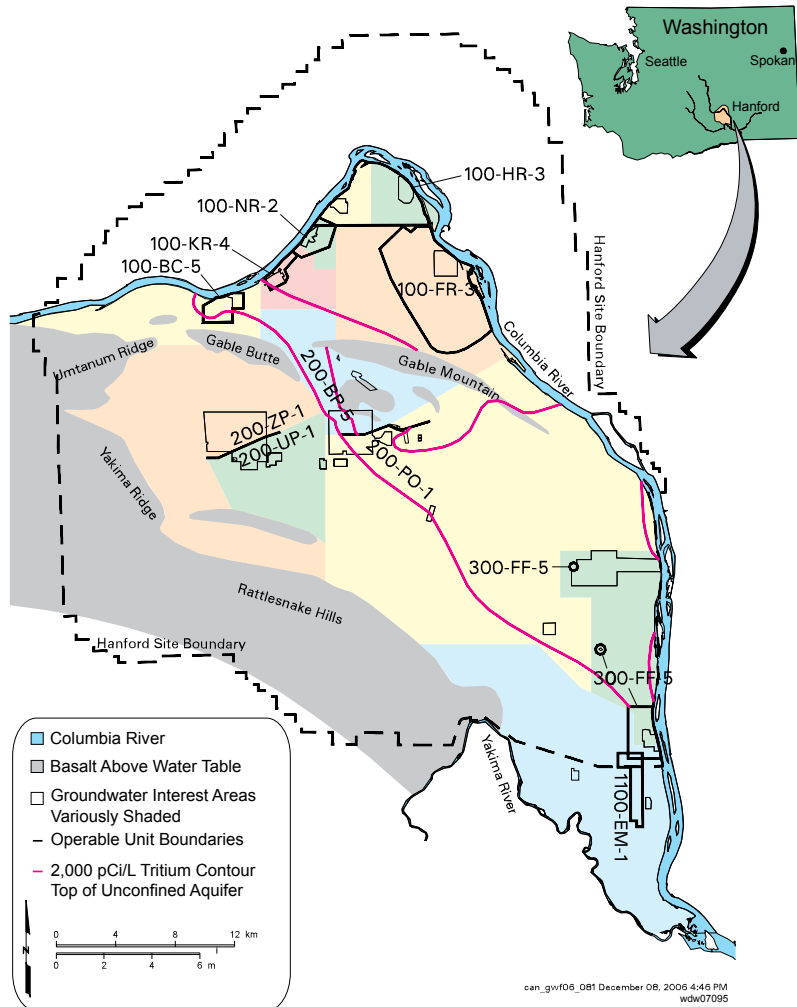 Washington
Seattle
Spokan
Hanford
100-HR-3
100-NR-2
100-KR-4
100-BC-5
100-FR-3
Hanford Site Boundary
Columbia River
Umtanum Ridge
Gable Butte
Gable Mountain
200-BP-5
200-ZP-1
200-UP-1
200-PO-1
Yakima Ridge
300-FF-5
Rattlesnake Hills
Hanford Site Boundary
300-FF-5
Yakima River
1100-EM-1
Columbia River
Basalt Above Water Table
Groundwater Interest Areas
Variously Shaded
Operable Unit Boundaries
2,000 pCi/L Tritium Contour
Top of Unconfined Aquifer
N
0 4 8 12 km
0 2 4 6 m
can_gwf06_081 December 08, 2006 4:46 PM
wdw07095